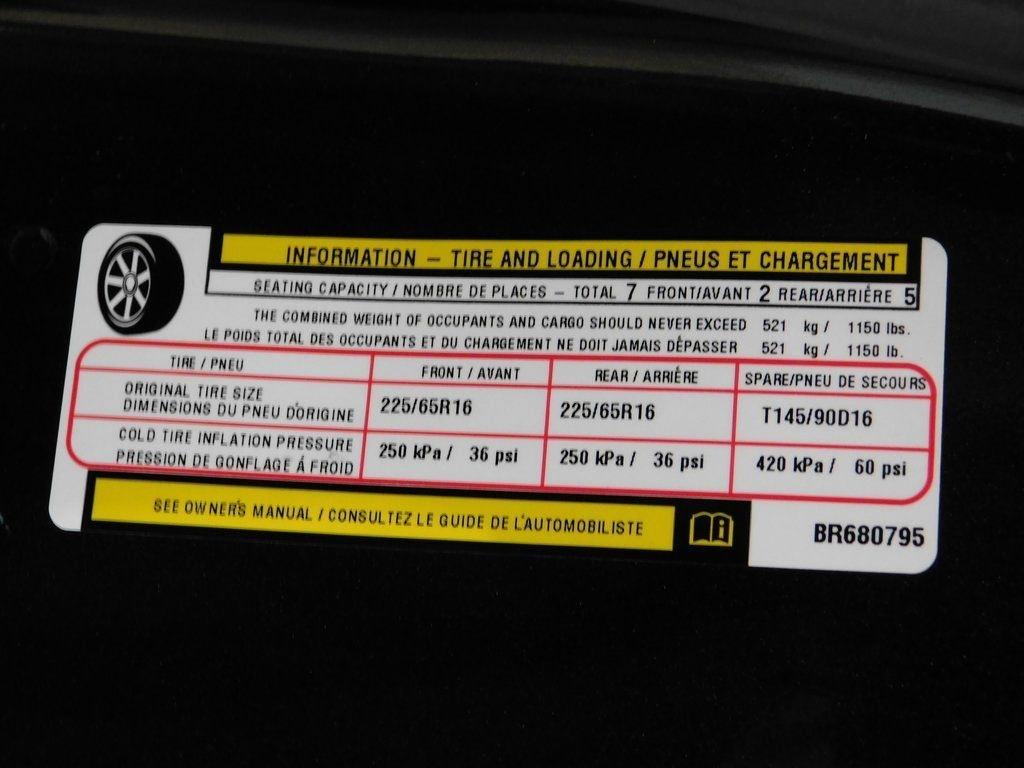 INFORMATION – TIRE AND LOADING / PNEUS ET CHARGEMENT
SEATING CAPACITY / NOMBRE DE PLACES – TOTAL 7 FRONT/AVANT 2 REAR/ARRIÈRE 5
THE COMBINED WEIGHT OF OCCUPANTS AND CARGO SHOULD NEVER EXCEED 521 kg / 1150 lbs.
LE POIDS TOTAL DES OCCUPANTS ET DU CHARGEMENT NE DOIT JAMAIS DÉPASSER 521 kg / 1150 lb.
TIRE / PNEU FRONT / AVANT REAR / ARRIÉRE SPARE/PNEU DE SECOURS
ORIGINAL TIRE SIZE
DIMENSIONS DU PNEU D'ORIGINE 225/65R16 225/65R16 T145/90D16
COLD TIRE INFLATION PRESSURE
PRESSION DE GONFLAGE Á FROID 250 kPa / 36 psi 250 kPa / 36 psi 420 kPa / 60 psi
SEE OWNER'S MANUAL / CONSULTEZ LE GUIDE DE L'AUTOMOBILISTE
BR680795